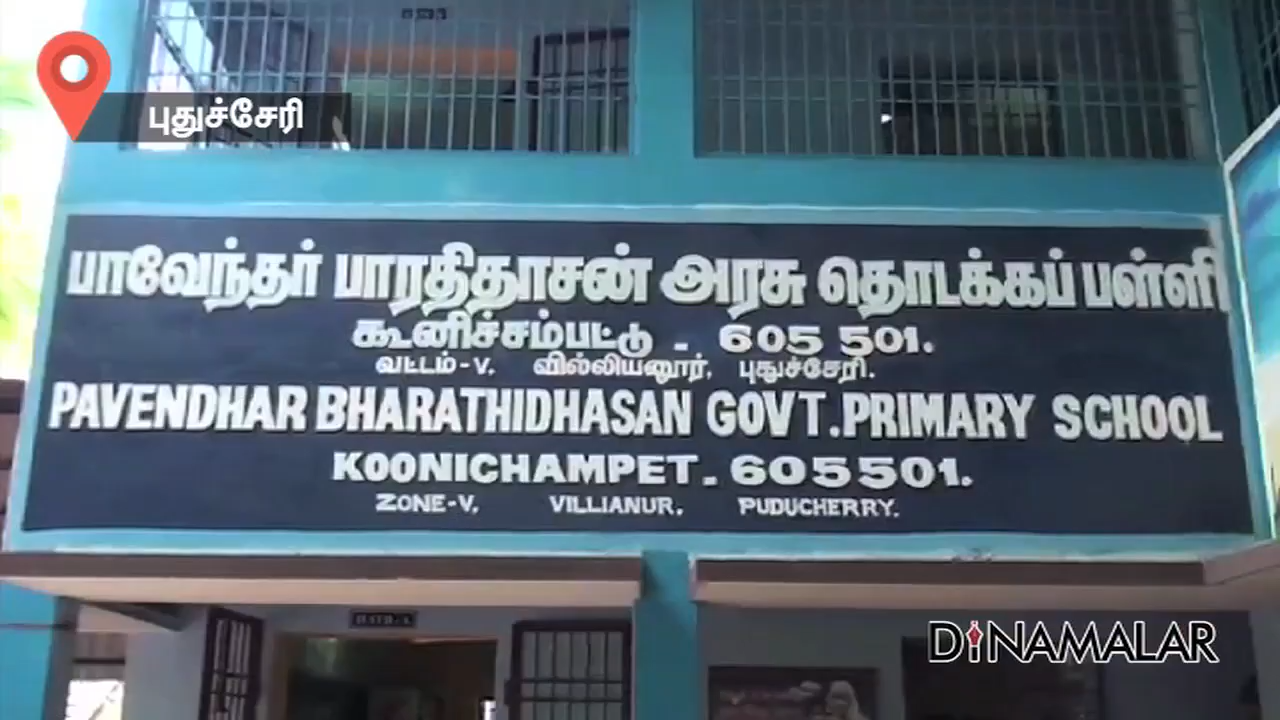 புதுச்சேரி
பாவேந்தர் பாரதிதாசன் அரசு தொடக்கப் பள்ளி
கூனிச்சம்பட்டு - 605 501.
வட்டம்-V, வில்லியனூர், புதுச்சேரி.
PAVENDHAR BHARATHIDHASAN GOVT.PRIMARY SCHOOL
KOONICHAMPET. 605501.
ZONE-V, VILLIANUR, PUDUCHERRY.
DINAMALAR